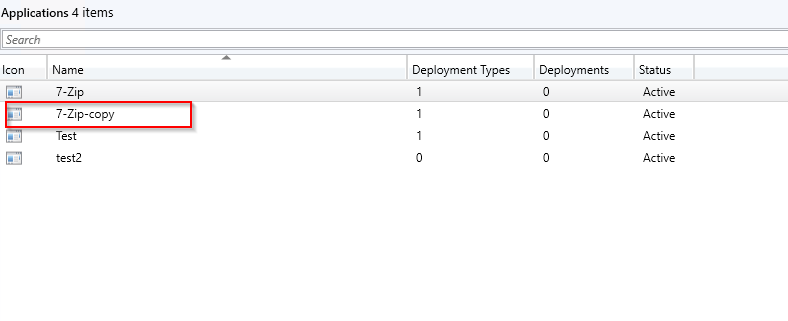 Applications 4 items
Search
Icon Name Deployment Types Deployments Status
7-Zip 1 0 Active
7-Zip-copy 1 0 Active
Test 1 0 Active
test2 0 0 Active